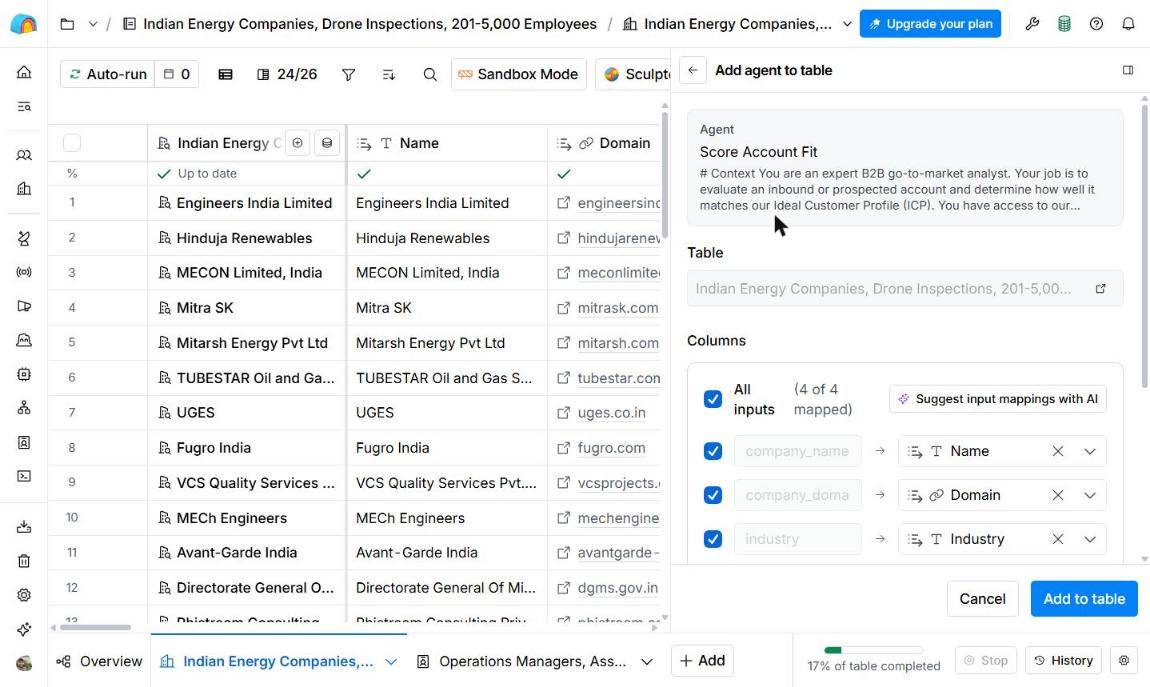 / Indian Energy Companies, Drone Inspections, 201-5,000 Employees / Indian Energy Companies,... Upgrade your plan
Auto-run 0 24/26 Sandbox Mode Sculpt
Add agent to table
Agent
Score Account Fit
# Context You are an expert B2B go-to-market analyst. Your job is to
evaluate an inbound or prospected account and determine how well it
matches our Ideal Customer Profile (ICP). You have access to our...
Table
Indian Energy Companies, Drone Inspections, 201-5,00...
Columns
All inputs (4 of 4 mapped) Suggest input mappings with AI
company_name → Name
company_doma → Domain
industry → Industry
Cancel Add to table
Indian Energy C Name Domain
% Up to date
1 Engineers India Limited Engineers India Limited engineersind
2 Hinduja Renewables Hinduja Renewables hindujarenew
3 MECON Limited, India MECON Limited, India meconlimite
4 Mitra SK Mitra SK mitrask.com
5 Mitarsh Energy Pvt Ltd Mitarsh Energy Pvt Ltd mitarsh.com
6 TUBESTAR Oil and Ga... TUBESTAR Oil and Gas S... tubestar.com
7 UGES UGES uges.co.in
8 Fugro India Fugro India fugro.com
9 VCS Quality Services ... VCS Quality Services Pvt.... vcsprojects.
10 MECh Engineers MECh Engineers mechengine
11 Avant-Garde India Avant-Garde India avantgarde-
12 Directorate General O... Directorate General Of Mi... dgms.gov.in
13
Overview Indian Energy Companies,... Operations Managers, Ass... + Add 17% of table completed Stop History